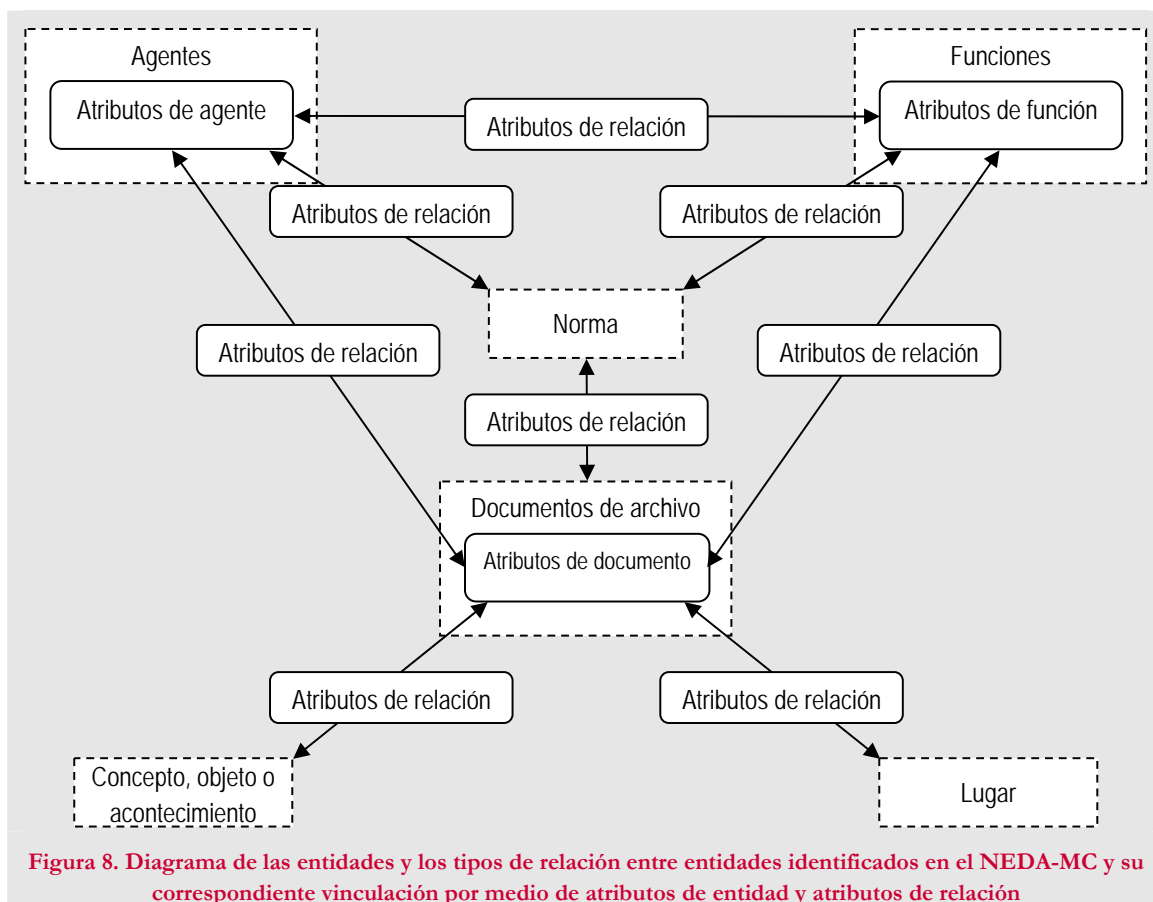 Agentes
Funciones
Atributos de agente
Atributos de relación
Atributos de función
Atributos de relación
Atributos de relación
Norma
Atributos de relación
Atributos de relación
Atributos de relación
Documentos de archivo
Atributos de documento
Atributos de relación
Atributos de relación
Concepto, objeto o
acontecimiento
Lugar
Figura 8. Diagrama de las entidades y los tipos de relación entre entidades identificados en el NEDA-MC y su
correspondiente vinculación por medio de atributos de entidad y atributos de relación